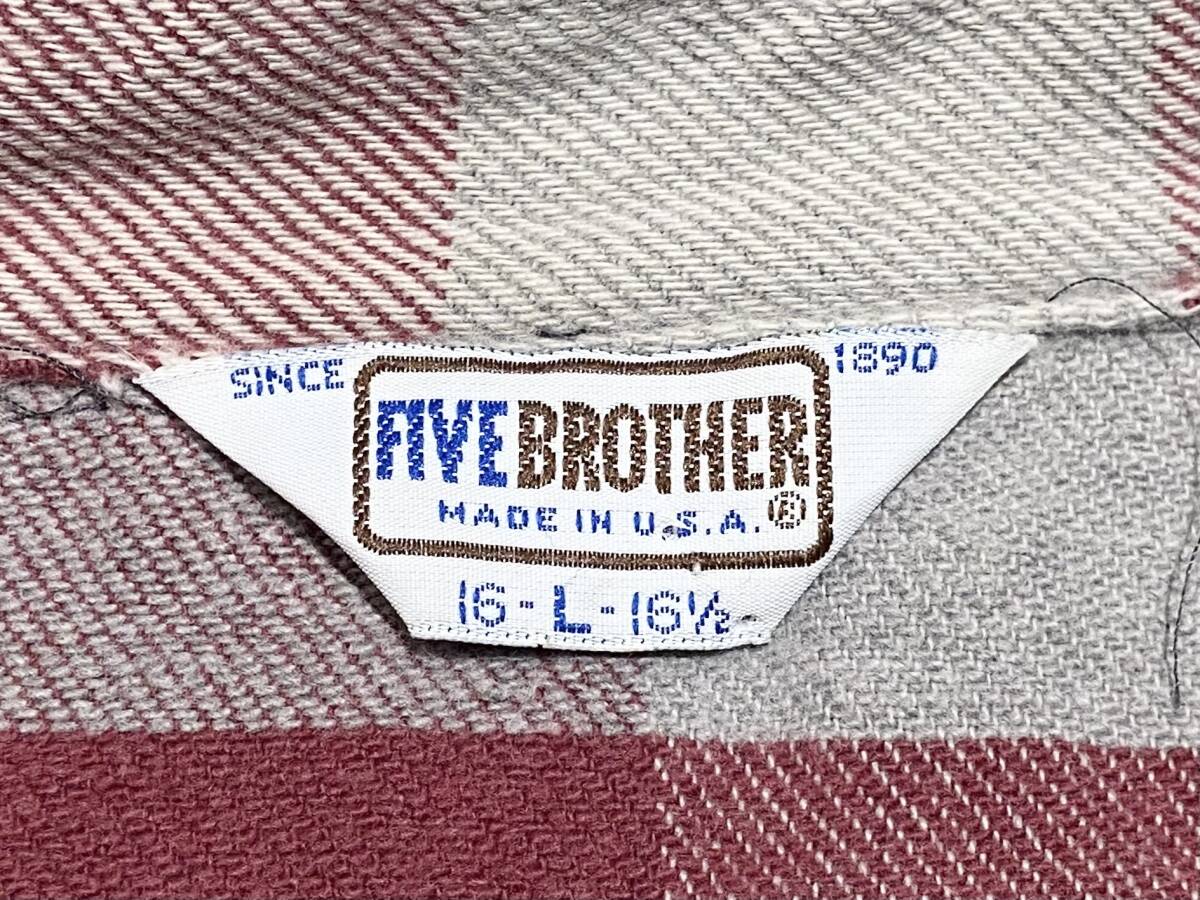 SINCE 1890
FIVE BROTHER
MADE IN U.S.A.®
16-L-16½